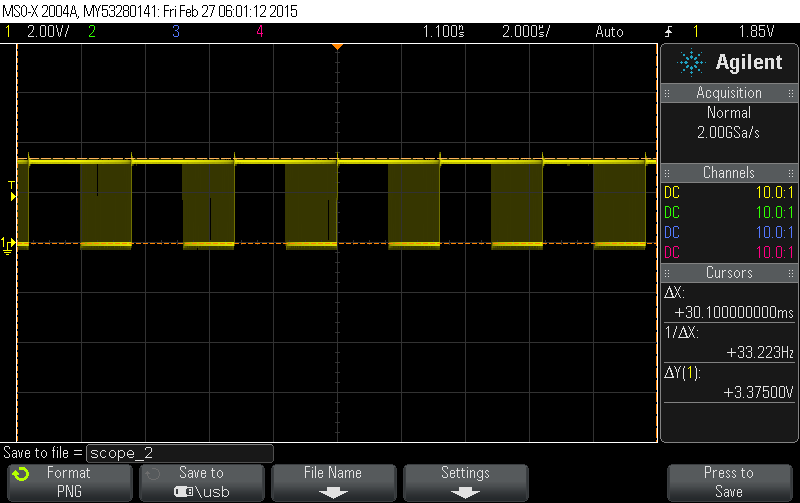 MSO-X 2004A, MY53280141: Fri Feb 27 06:01:12 2015
1 2.00V/ 2 3 4 1.100s 2.000s/ Auto 1 1.85V
Agilent
Acquisition
Normal
2.00GSa/s
Channels
DC 10.0:1
DC 10.0:1
DC 10.0:1
DC 10.0:1
Cursors
ΔX:
+30.100000000ms
1/ΔX:
+33.223Hz
ΔY(1):
+3.37500V
T
1
Save to file = scope_2
Format
PNG
Save to
\usb
File Name
Settings
Press to
Save